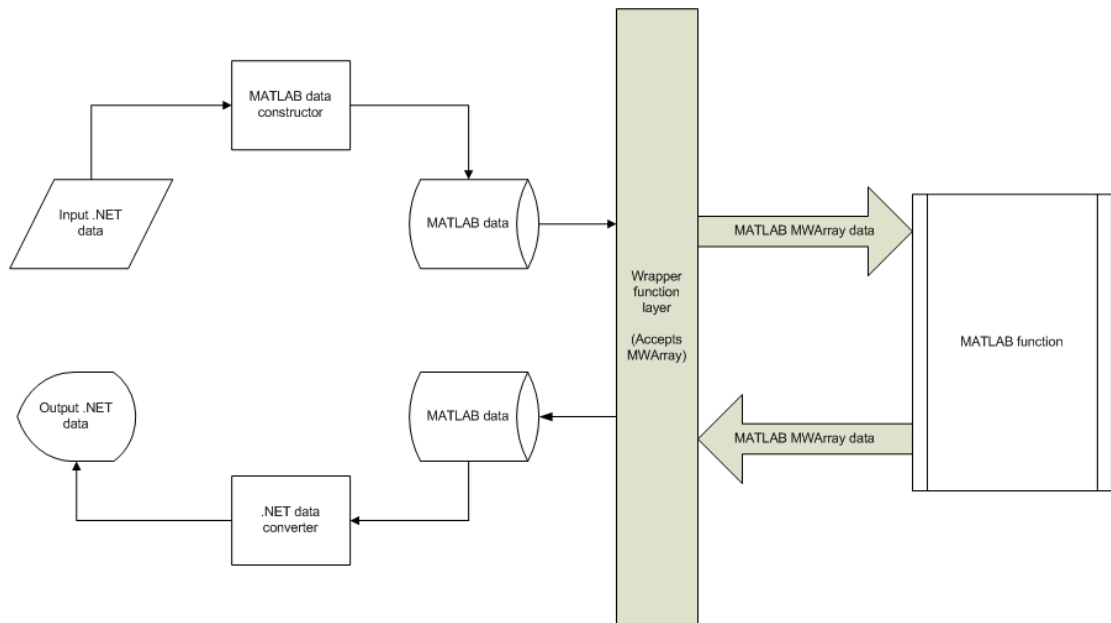 MATLAB data
constructor
Input .NET
data
MATLAB data
Wrapper
function
layer
(Accepts
MWArray)
MATLAB MWArray data
MATLAB function
MATLAB MWArray data
MATLAB data
.NET data
converter
Output .NET
data